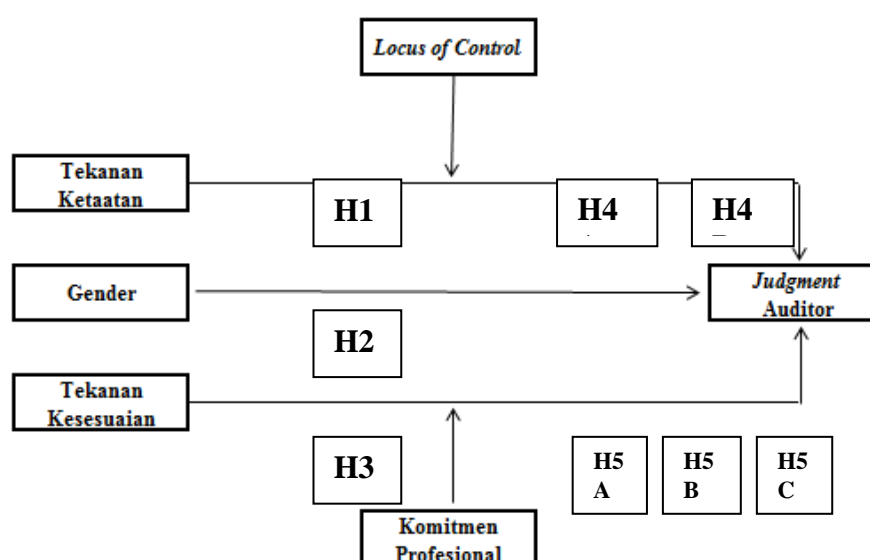 Locus of Control
Tekanan
Ketaatan
H1
H4
H4
Gender
Judgment
Auditor
H2
Tekanan
Kesesuaian
H3
H5
A
H5
B
H5
C
Komitmen
Profesional